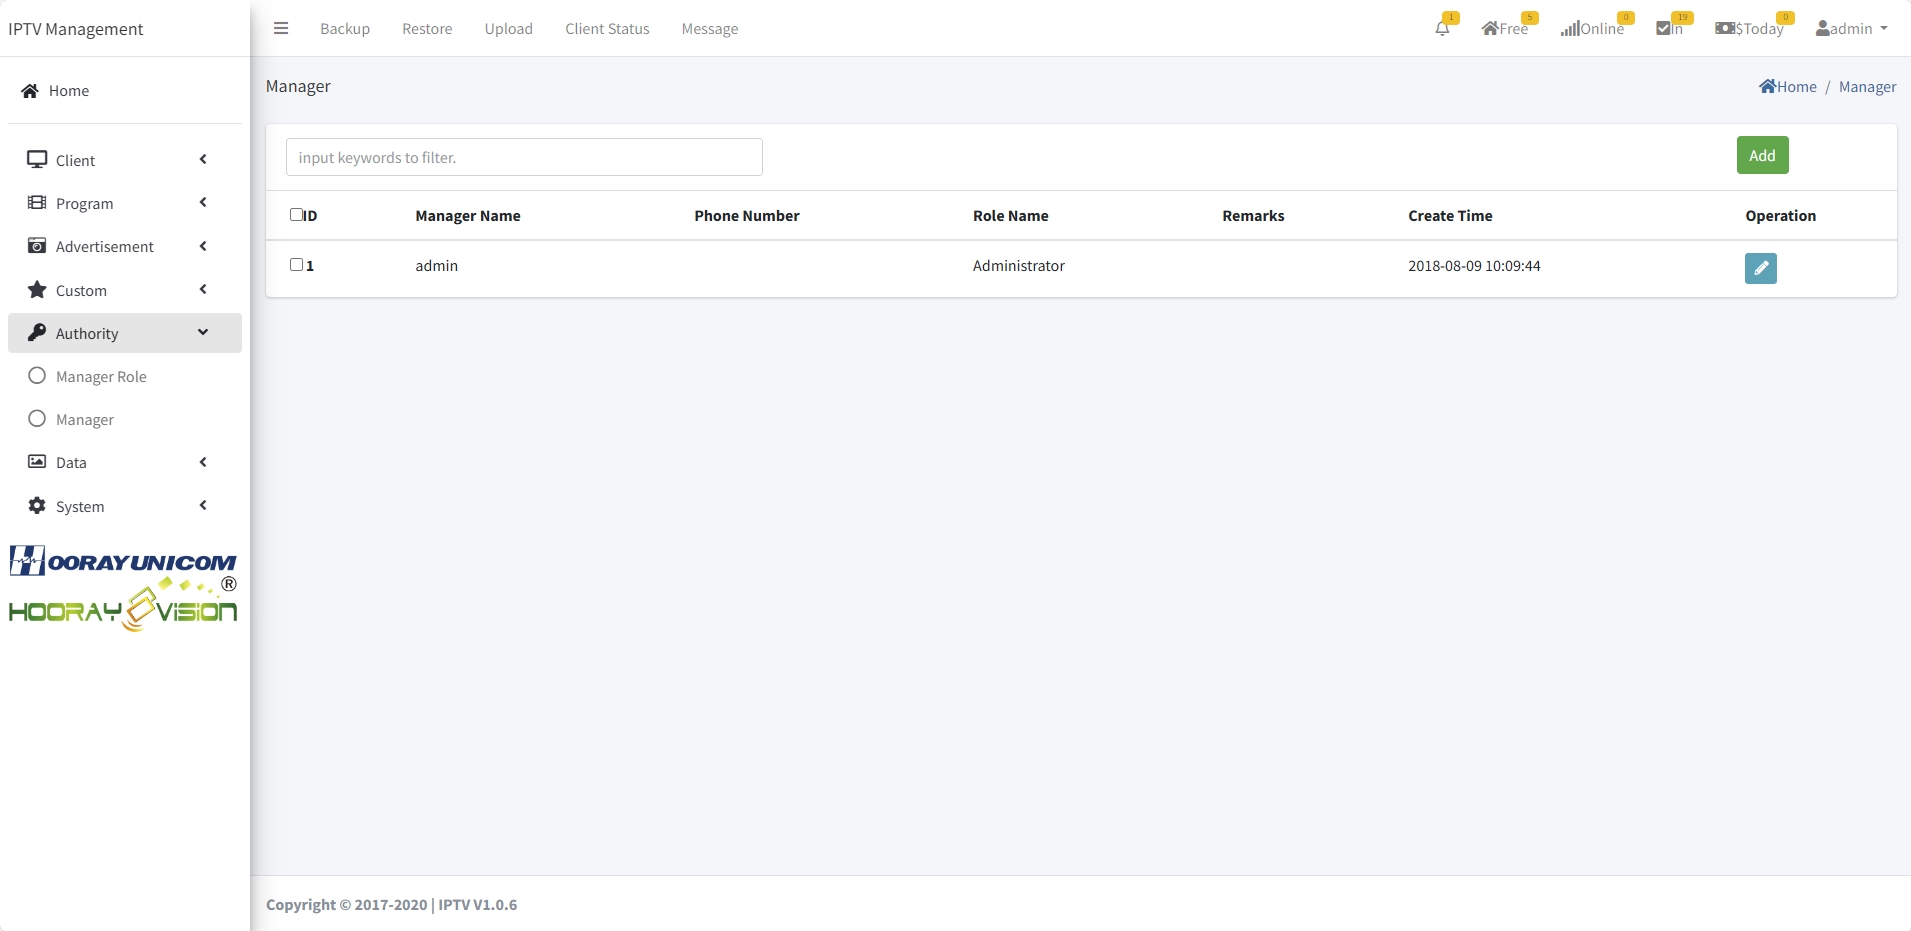 IPTV Management
Backup Restore Upload Client Status Message
1 5 Free 0 Online 19 In 0 $Today admin
Home
Client
Program
Advertisement
Custom
Authority
Manager Role
Manager
Data
System
HOORAYUNICOM
®
HOORAY VISION
Manager
Home / Manager
input keywords to filter.
Add
ID Manager Name Phone Number Role Name Remarks Create Time Operation
1 admin Administrator 2018-08-09 10:09:44
Copyright © 2017-2020 | IPTV V1.0.6